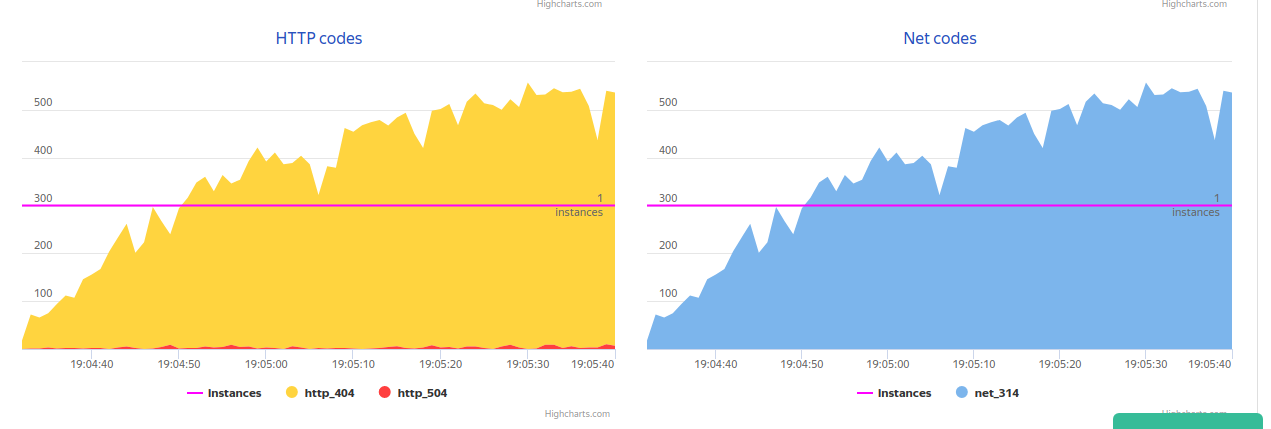 Highcharts.com
Highcharts.com
HTTP codes
Net codes
500
400
300
200
100
1
instances
19:04:40 19:04:50 19:05:00 19:05:10 19:05:20 19:05:30 19:05:40
Instances http_404 http_504
Highcharts.com
500
400
300
200
100
1
instances
19:04:40 19:04:50 19:05:00 19:05:10 19:05:20 19:05:30 19:05:40
Instances net_314
Highcharts.com